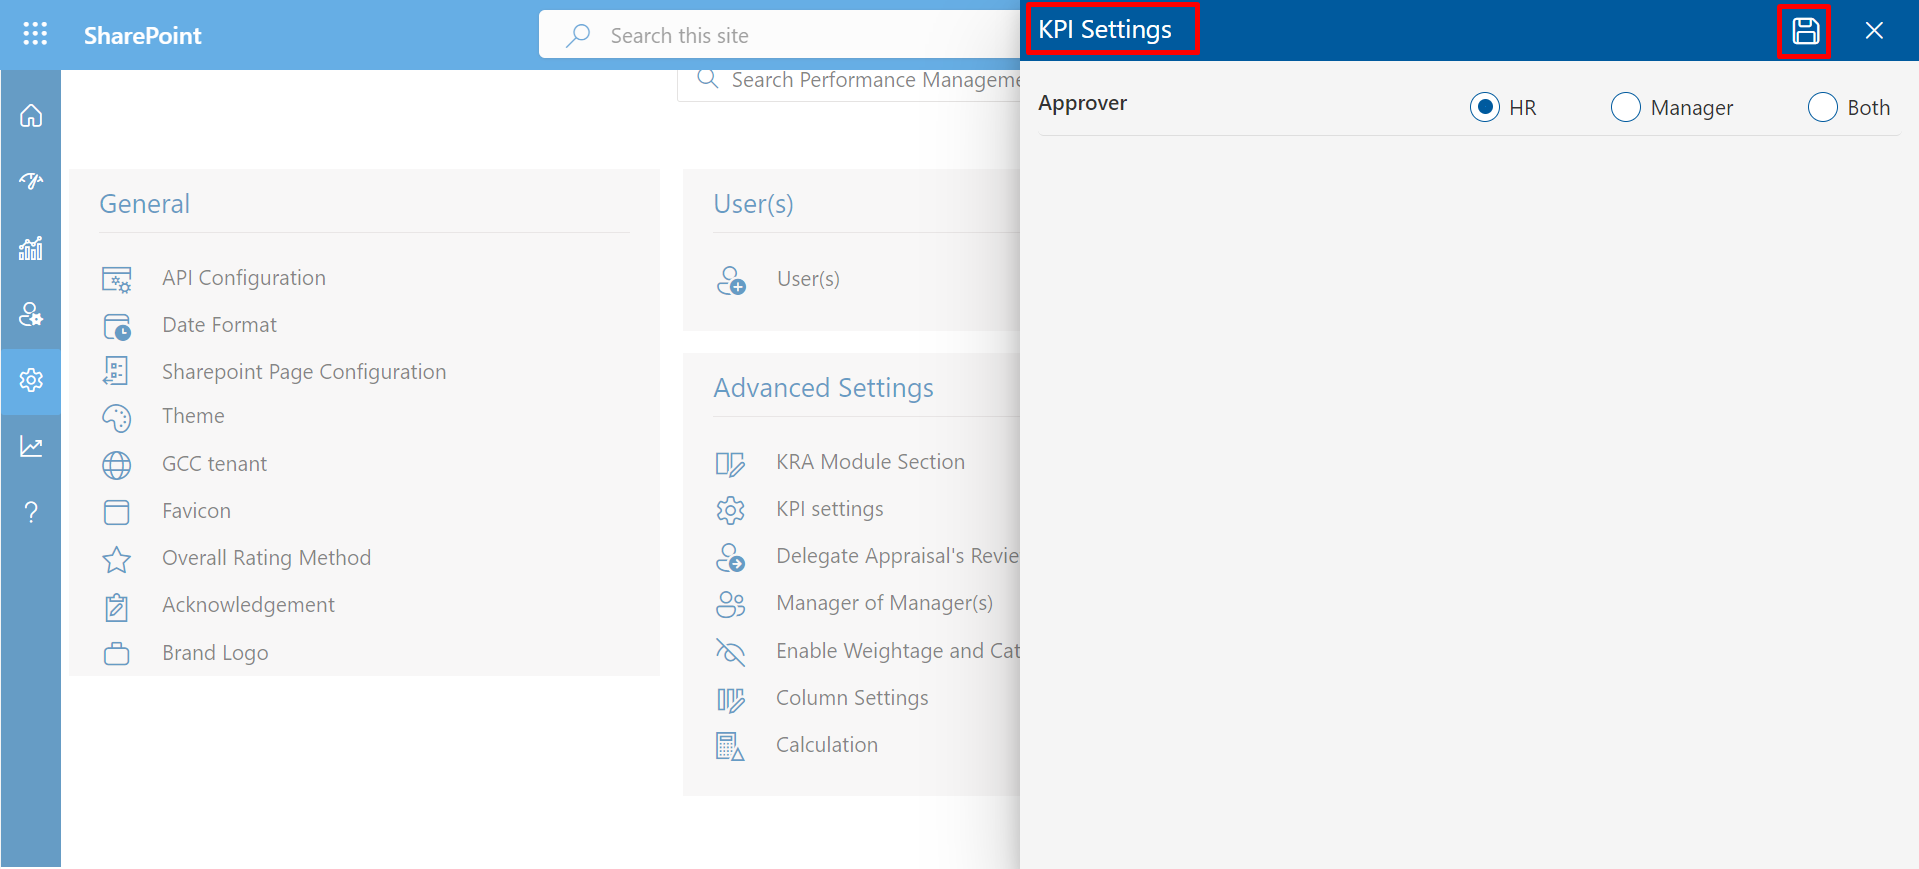 SharePoint
Search this site
KPI Settings
Search Performance Manageme
Approver
HR
Manager
Both
General
API Configuration
Date Format
Sharepoint Page Configuration
Theme
GCC tenant
Favicon
Overall Rating Method
Acknowledgement
Brand Logo
User(s)
User(s)
Advanced Settings
KRA Module Section
KPI settings
Delegate Appraisal's Revie
Manager of Manager(s)
Enable Weightage and Cat
Column Settings
Calculation